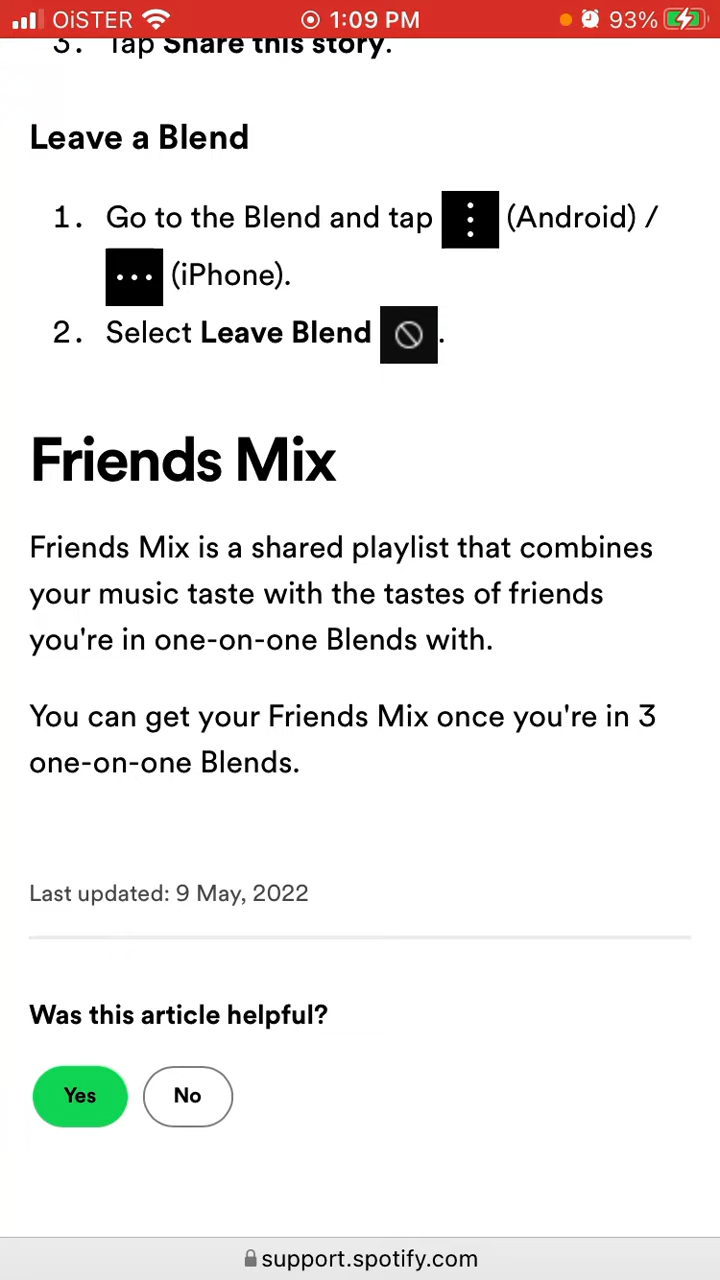 OiSTER 1:09 PM 93%
3. Tap Share this story.
Leave a Blend
1. Go to the Blend and tap (Android) /
(iPhone).
2. Select Leave Blend .
Friends Mix
Friends Mix is a shared playlist that combines
your music taste with the tastes of friends
you're in one-on-one Blends with.
You can get your Friends Mix once you're in 3
one-on-one Blends.
Last updated: 9 May, 2022
Was this article helpful?
Yes No
support.spotify.com